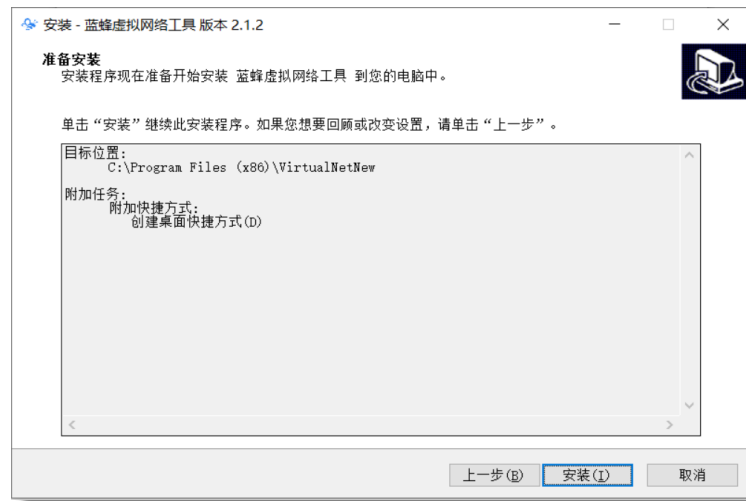 安装 - 蓝蜂虚拟网络工具 版本 2.1.2
准备安装
安装程序现在准备开始安装 蓝蜂虚拟网络工具 到您的电脑中。
单击“安装”继续此安装程序。如果您想要回顾或改变设置，请单击“上一步”。
目标位置:
C:\Program Files (x86)\VirtualNetNew
附加任务:
附加快捷方式:
创建桌面快捷方式(D)
上一步(B) 安装(I) 取消